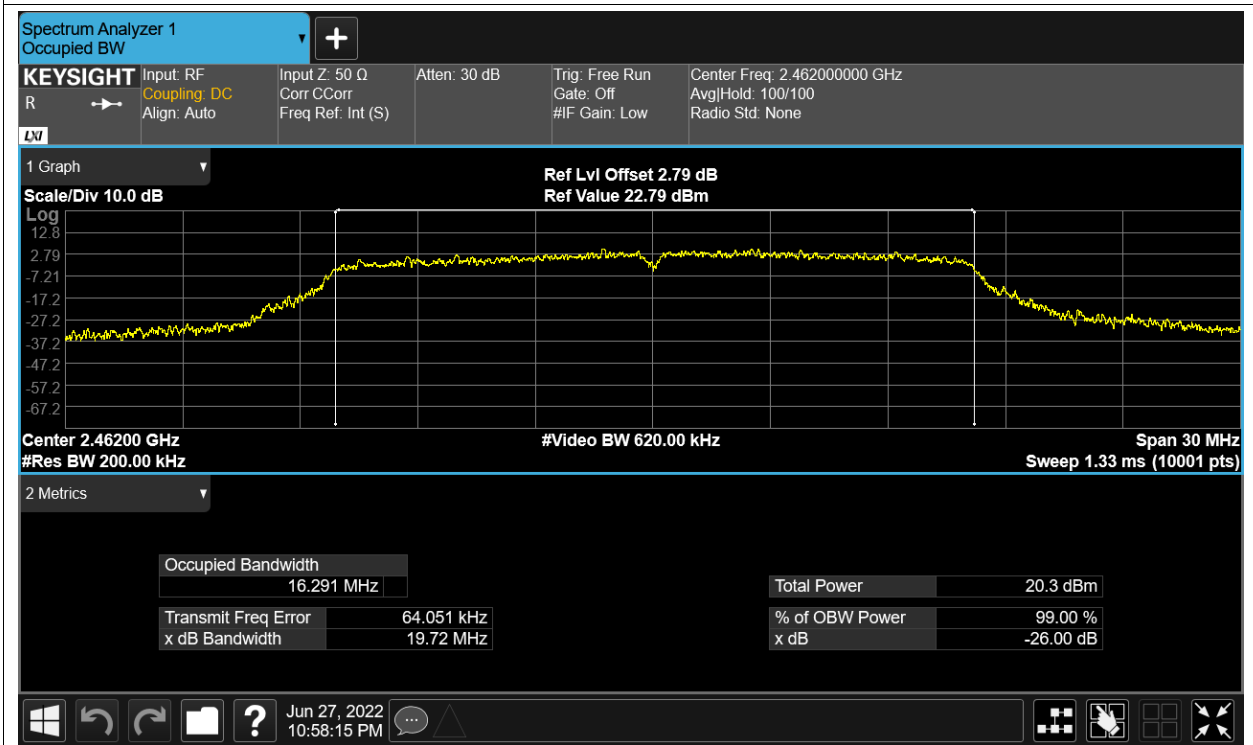 Spectrum Analyzer 1
Occupied BW
KEYSIGHT
R
LXI
Input: RF
Coupling: DC
Align: Auto
Input Z: 50 Ω
Corr CCorr
Freq Ref: Int (S)
Atten: 30 dB
Trig: Free Run
Gate: Off
#IF Gain: Low
Center Freq: 2.462000000 GHz
Avg|Hold: 100/100
Radio Std: None
1 Graph
Scale/Div 10.0 dB
Ref Lvl Offset 2.79 dB
Ref Value 22.79 dBm
Log
12.8
2.79
-7.21
-17.2
-27.2
-37.2
-47.2
-57.2
-67.2
Center 2.46200 GHz
#Res BW 200.00 kHz
#Video BW 620.00 kHz
Span 30 MHz
Sweep 1.33 ms (10001 pts)
2 Metrics
Occupied Bandwidth
16.291 MHz
Transmit Freq Error 64.051 kHz
x dB Bandwidth 19.72 MHz
Total Power 20.3 dBm
% of OBW Power 99.00 %
x dB -26.00 dB
?
Jun 27, 2022
10:58:15 PM